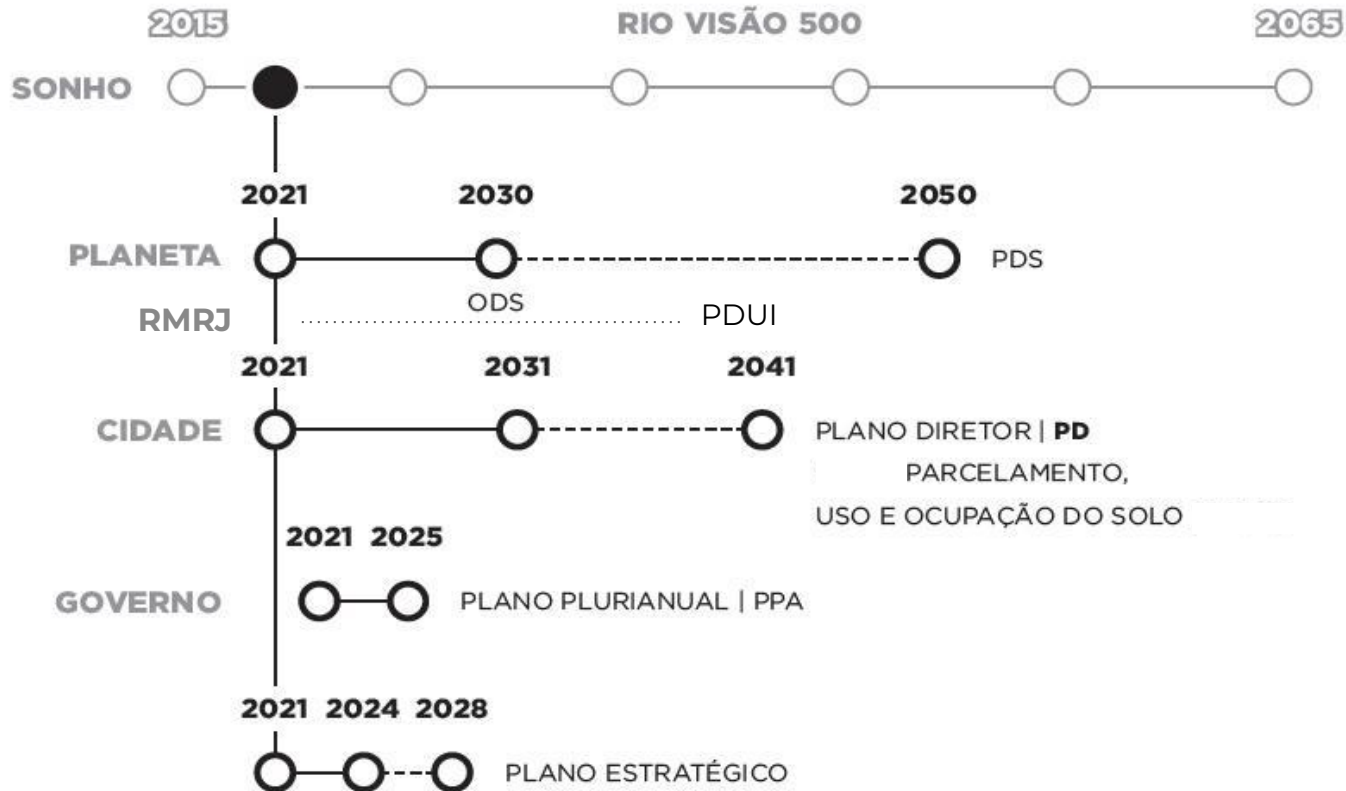 2015 RIO VISÃO 500 2065
SONHO
2021 2030 2050
PLANETA PDS
ODS
RMRJ PDUI
2021 2031 2041
CIDADE PLANO DIRETOR | PD
PARCELAMENTO,
USO E OCUPAÇÃO DO SOLO
2021 2025
GOVERNO PLANO PLURIANUAL | PPA
2021 2024 2028
PLANO ESTRATÉGICO